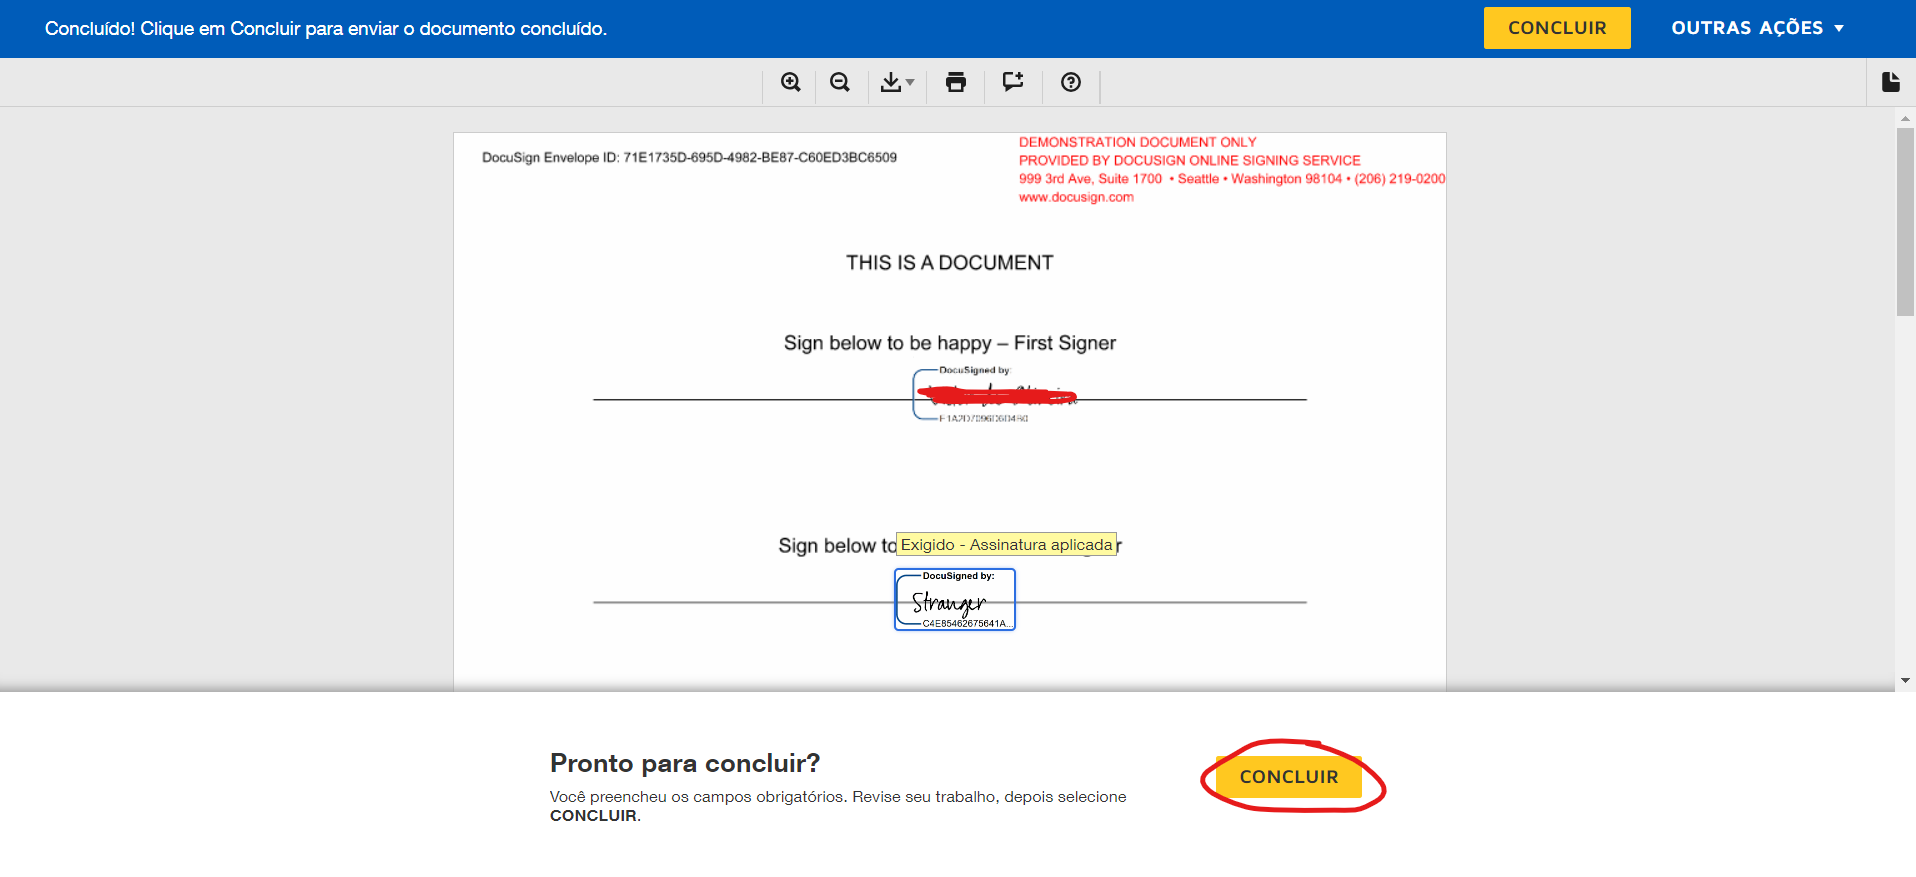 Concluído! Clique em Concluir para enviar o documento concluído.
CONCLUIR
OUTRAS AÇÕES
DocuSign Envelope ID: 71E1735D-695D-4982-BE87-C60ED3BC6509
DEMONSTRATION DOCUMENT ONLY
PROVIDED BY DOCUSIGN ONLINE SIGNING SERVICE
999 3rd Ave, Suite 1700 • Seattle • Washington 98104 • (206) 219-0200
www.docusign.com
THIS IS A DOCUMENT
Sign below to be happy – First Signer
DocuSigned by:
Sign below to
Exigido - Assinatura aplicada
DocuSigned by:
Stranger
C4E85462675641A...
Pronto para concluir?
Você preencheu os campos obrigatórios. Revise seu trabalho, depois selecione
CONCLUIR.
CONCLUIR